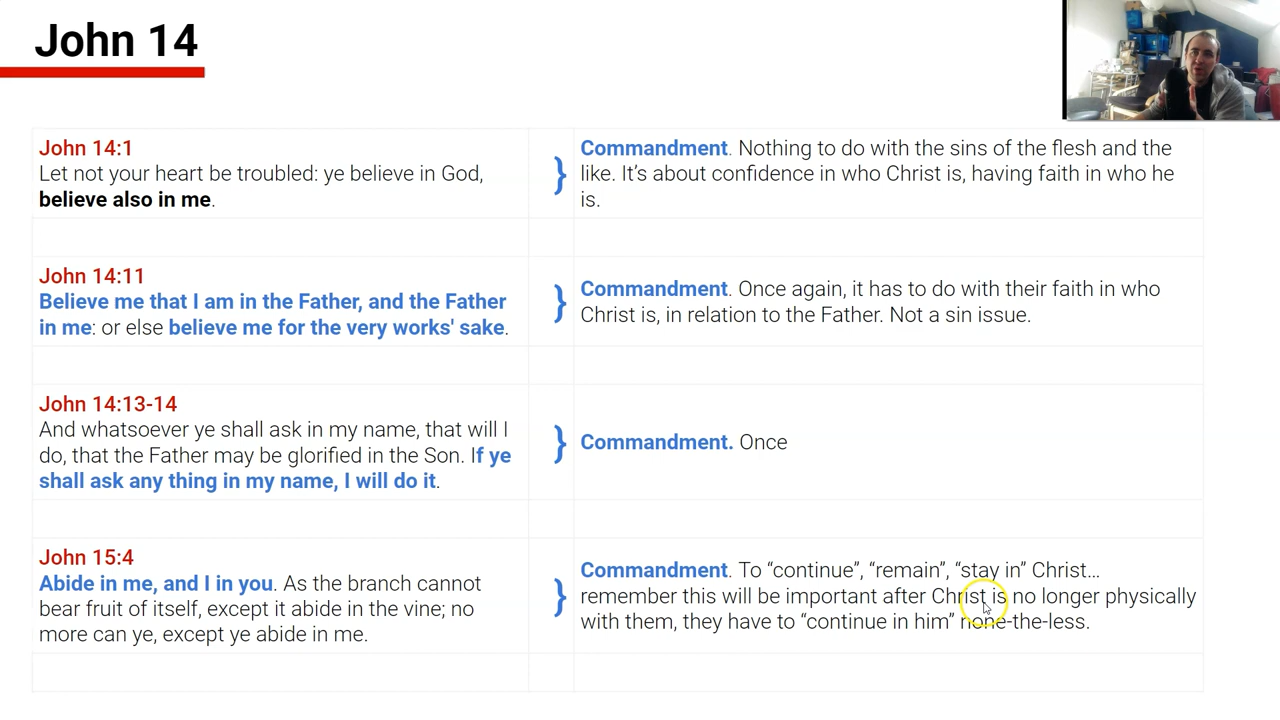 John 14
John 14:1
Let not your heart be troubled: ye believe in God,
believe also in me.
} Commandment. Nothing to do with the sins of the flesh and the
like. It’s about confidence in who Christ is, having faith in who he
is.
John 14:11
Believe me that I am in the Father, and the Father
in me: or else believe me for the very works' sake.
} Commandment. Once again, it has to do with their faith in who
Christ is, in relation to the Father. Not a sin issue.
John 14:13-14
And whatsoever ye shall ask in my name, that will I
do, that the Father may be glorified in the Son. If ye
shall ask any thing in my name, I will do it.
} Commandment. Once
John 15:4
Abide in me, and I in you. As the branch cannot
bear fruit of itself, except it abide in the vine; no
more can ye, except ye abide in me.
} Commandment. To “continue”, “remain”, “stay in” Christ…
remember this will be important after Christ is no longer physically
with them, they have to “continue in him” none-the-less.